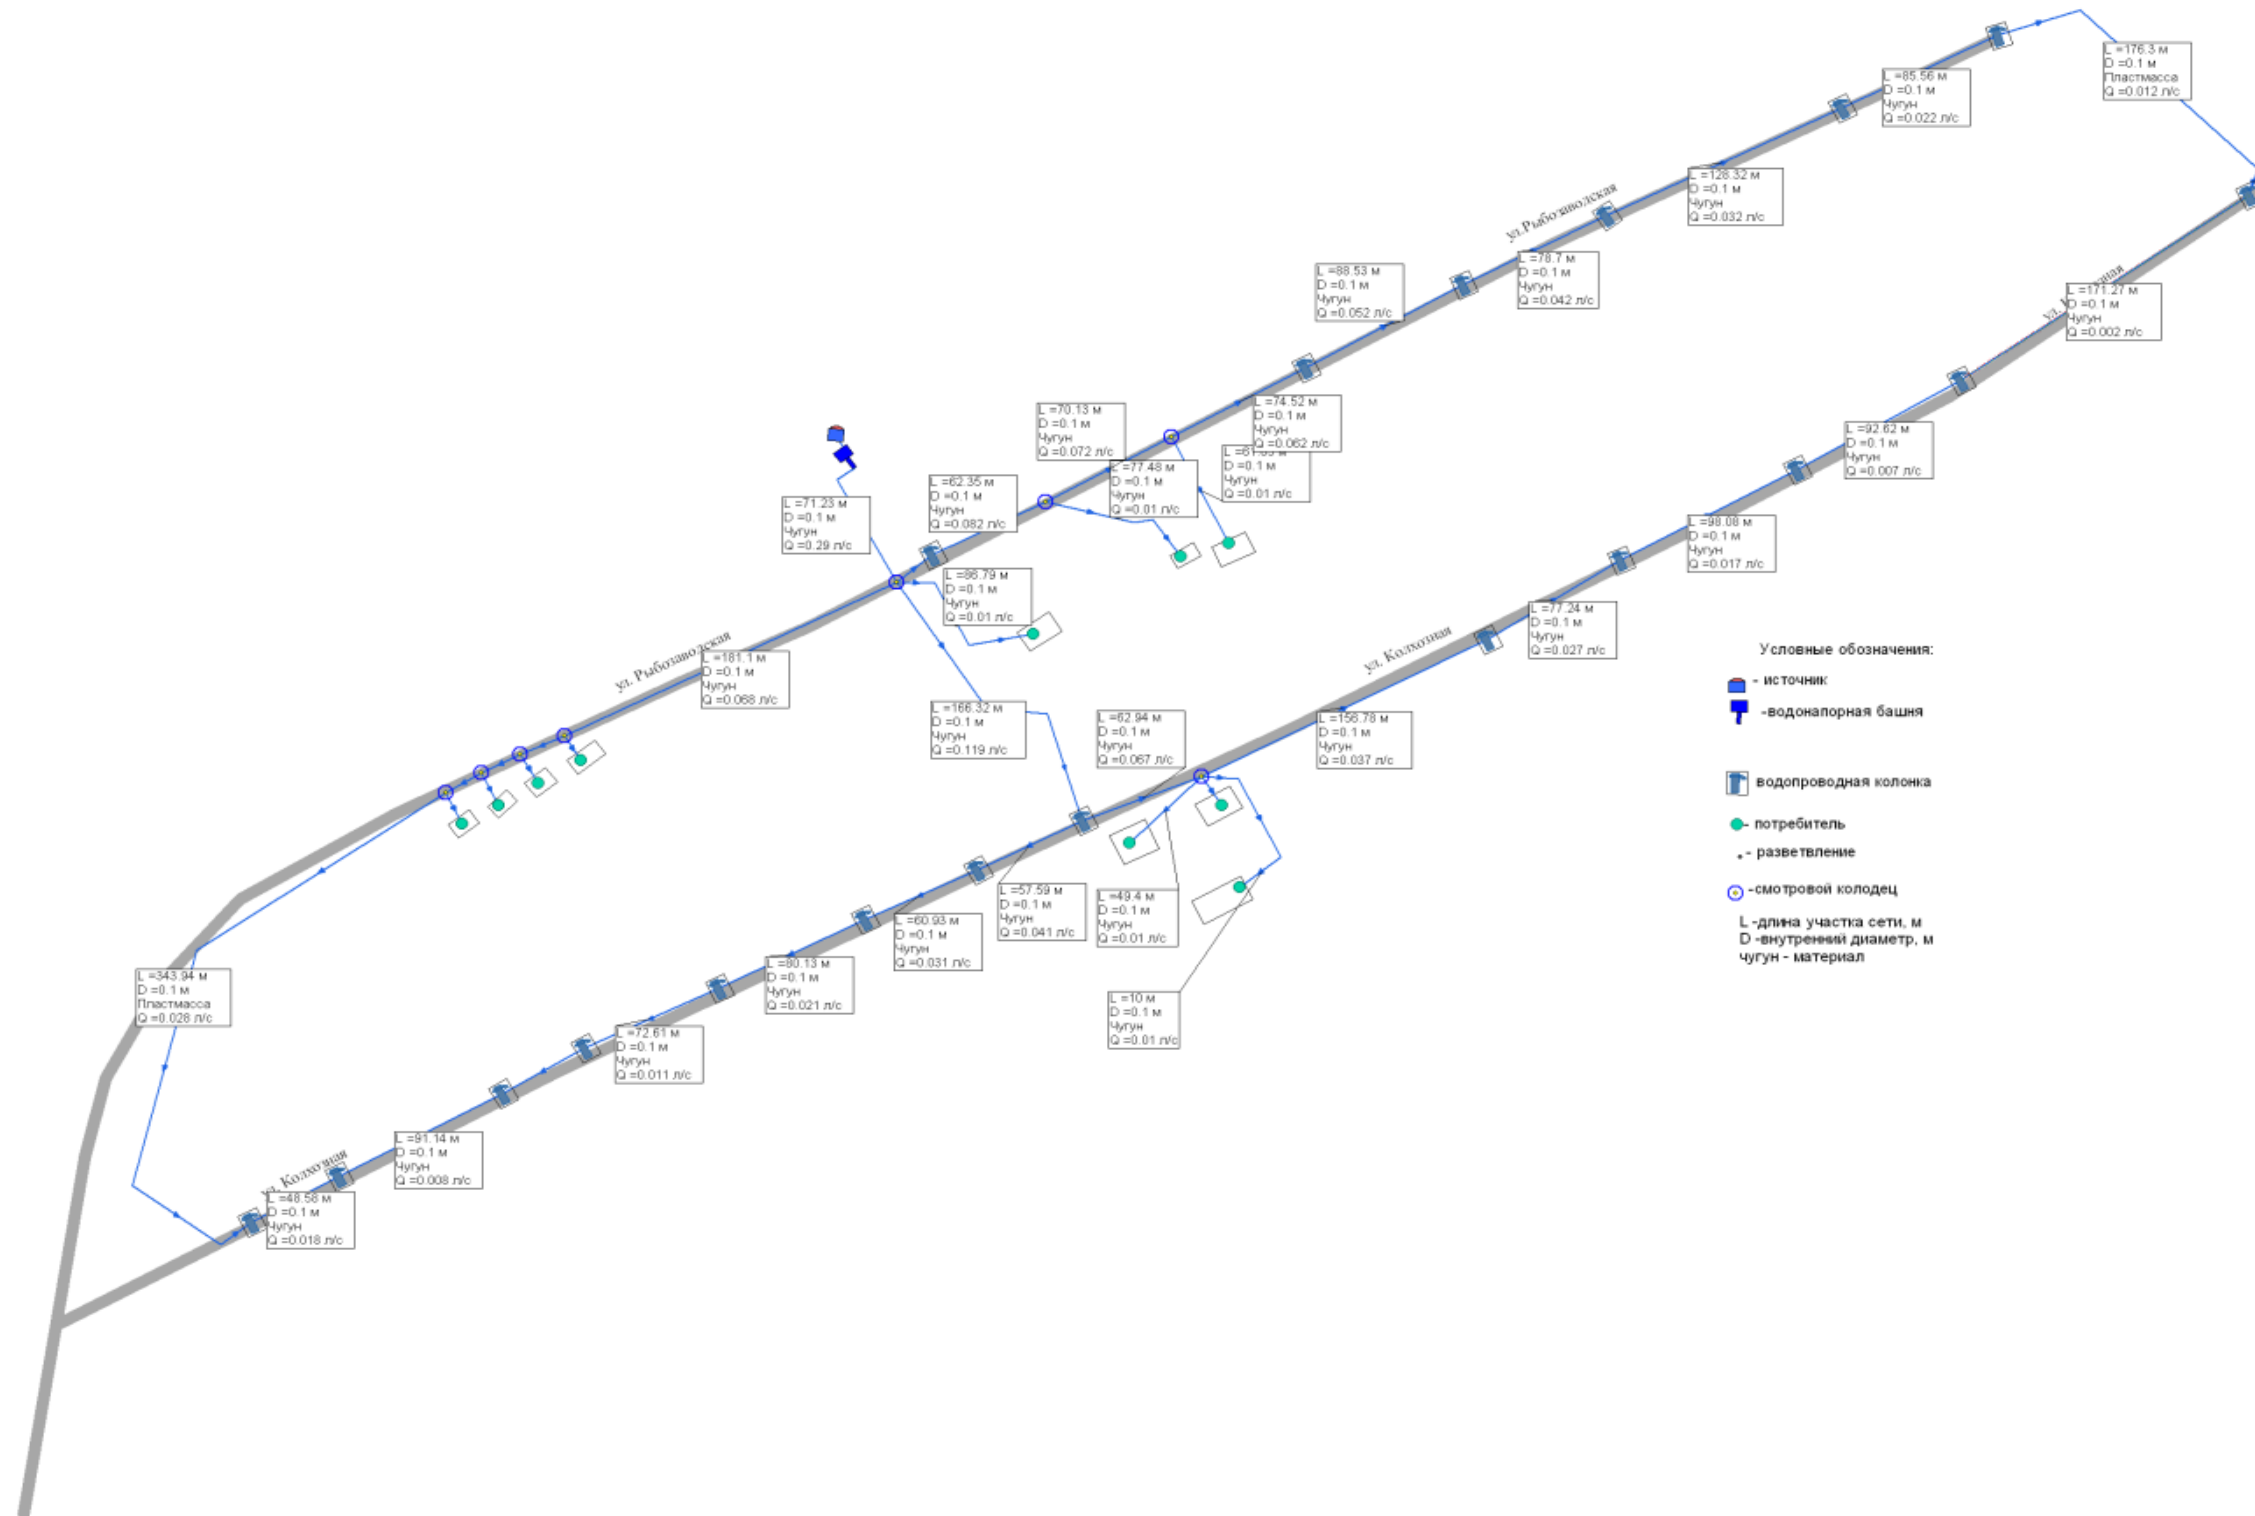 L =176.3 м
D =0.1 м
Пластмасса
Q =0.012 л/с
L =85.56 м
D =0.1 м
Чугун
Q =0.022 л/с
L =128.32 м
D =0.1 м
Чугун
Q =0.032 л/с
ул.Рыбозаводская
L =78.7 м
D =0.1 м
Чугун
Q =0.042 л/с
L =88.53 м
D =0.1 м
Чугун
Q =0.052 л/с
ул.
L =171.27 м
D =0.1 м
Чугун
Q =0.002 л/с
L =74.52 м
D =0.1 м
Чугун
Q =0.062 л/с
L =70.13 м
D =0.1 м
Чугун
Q =0.072 л/с
D =0.1 м
Чугун
Q =0.01 л/с
L =77.48 м
D =0.1 м
Чугун
Q =0.01 л/с
L =92.62 м
D =0.1 м
Чугун
Q =0.007 л/с
L =62.35 м
D =0.1 м
Чугун
Q =0.082 л/с
L =71.23 м
D =0.1 м
Чугун
Q =0.29 л/с
L =98.08 м
D =0.1 м
Чугун
Q =0.017 л/с
L =86.79 м
D =0.1 м
Чугун
Q =0.01 л/с
L =77.24 м
D =0.1 м
Чугун
Q =0.027 л/с
ул. Рыбозаводская
ул. Колхозная
L =181.1 м
D =0.1 м
Чугун
Q =0.068 л/с
L =166.32 м
D =0.1 м
Чугун
Q =0.119 л/с
L =62.94 м
D =0.1 м
Чугун
Q =0.067 л/с
L =156.78 м
D =0.1 м
Чугун
Q =0.037 л/с
Условные обозначения:
- источник
-водонапорная башня
водопроводная колонка
- потребитель
- разветвление
-смотровой колодец
L -длина участка сети, м
D -внутренний диаметр, м
чугун - материал
L =57.59 м
D =0.1 м
Чугун
Q =0.041 л/с
L =49.4 м
D =0.1 м
Чугун
Q =0.01 л/с
L =60.93 м
D =0.1 м
Чугун
Q =0.031 л/с
L =80.13 м
D =0.1 м
Чугун
Q =0.021 л/с
L =343.94 м
D =0.1 м
Пластмасса
Q =0.028 л/с
L =10 м
D =0.1 м
Чугун
Q =0.01 л/с
L =72.61 м
D =0.1 м
Чугун
Q =0.011 л/с
L =91.14 м
D =0.1 м
Чугун
Q =0.008 л/с
ул. Колхозная
L =48.58 м
D =0.1 м
Чугун
Q =0.018 л/с